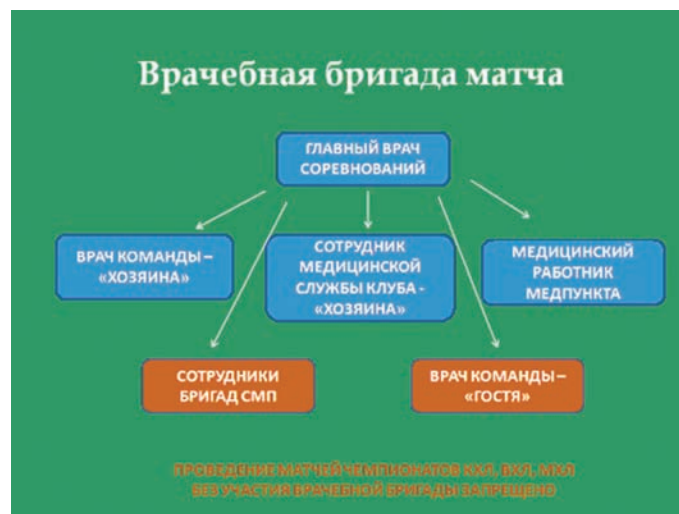 Врачебная бригада матча
ГЛАВНЫЙ ВРАЧ
СОРЕВНОВАНИЙ
ВРАЧ КОМАНДЫ –
«ХОЗЯИНА»
СОТРУДНИК
МЕДИЦИНСКОЙ
СЛУЖБЫ КЛУБА -
«ХОЗЯИНА»
МЕДИЦИНСКИЙ
РАБОТНИК
МЕДПУНКТА
СОТРУДНИКИ
БРИГАД СМП
ВРАЧ КОМАНДЫ –
«ГОСТЯ»
ПРОВЕДЕНИЕ МАТЧЕЙ ЧЕМПИОНАТОВ КХЛ, ВХЛ, МХЛ
БЕЗ УЧАСТИЯ ВРАЧЕБНОЙ БРИГАДЫ ЗАПРЕЩЕНО